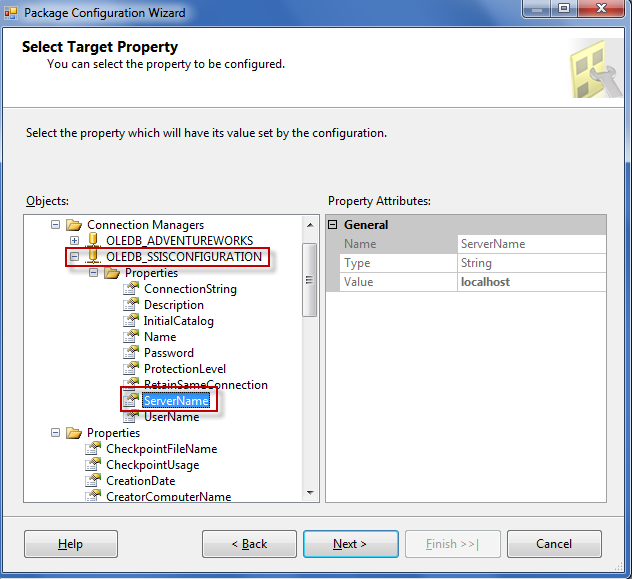 Package Configuration Wizard
Select Target Property
You can select the property to be configured.
Select the property which will have its value set by the configuration.
Objects:
Connection Managers
OLEDB_ADVENTUREWORKS
OLEDB_SSISCONFIGURATION
Properties
ConnectionString
Description
InitialCatalog
Name
Password
ProtectionLevel
RetainSameConnection
ServerName
UserName
Properties
CheckpointFileName
CheckpointUsage
CreationDate
CreatorComputerName
Property Attributes:
General
Name ServerName
Type String
Value localhost
Help
< Back
Next >
Finish >>|
Cancel